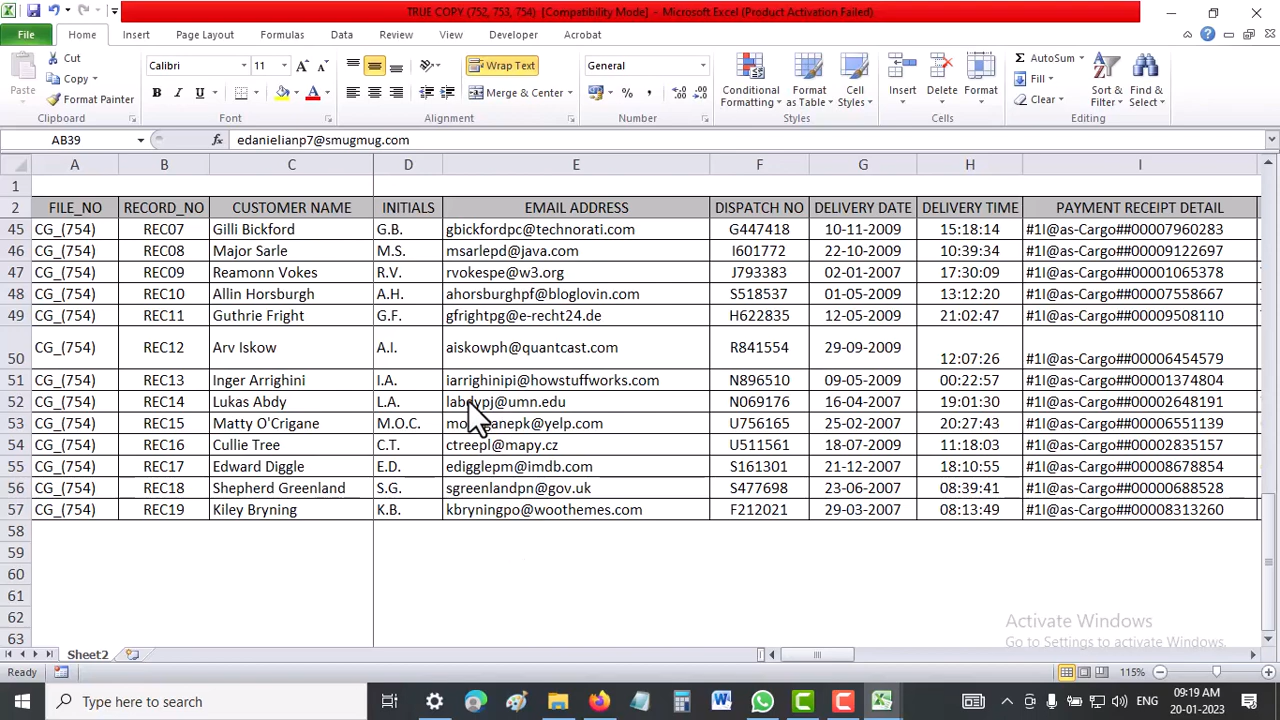 TRUE COPY (752, 753, 754) [Compatibility Mode] - Microsoft Excel (Product Activation Failed)
File Home Insert Page Layout Formulas Data Review View Developer Acrobat
Paste Cut Copy Format Painter Clipboard
Calibri 11 B I U Font
Wrap Text Merge & Center Alignment
General % , Number
Conditional Formatting Format as Table Cell Styles Styles
Insert Delete Format Cells
Σ AutoSum Fill Clear Sort & Filter Find & Select Editing
AB39 fx edanielianp7@smugmug.com
A B C D E F G H I
1
2 FILE_NO RECORD_NO CUSTOMER NAME INITIALS EMAIL ADDRESS DISPATCH NO DELIVERY DATE DELIVERY TIME PAYMENT RECEIPT DETAIL
45 CG_(754) REC07 Gilli Bickford G.B. gbickfordpc@technorati.com G447418 10-11-2009 15:18:14 #1I@as-Cargo##00007960283
46 CG_(754) REC08 Major Sarle M.S. msarlepd@java.com I601772 22-10-2009 10:39:34 #1I@as-Cargo##00009122697
47 CG_(754) REC09 Reamonn Vokes R.V. rvokespe@w3.org J793383 02-01-2007 17:30:09 #1I@as-Cargo##00001065378
48 CG_(754) REC10 Allin Horsburgh A.H. ahorsburghpf@bloglovin.com S518537 01-05-2009 13:12:20 #1I@as-Cargo##00007558667
49 CG_(754) REC11 Guthrie Fright G.F. gfrightpg@e-recht24.de H622835 12-05-2009 21:02:47 #1I@as-Cargo##00009508110
50 CG_(754) REC12 Arv Iskow A.I. aiskowph@quantcast.com R841554 29-09-2009 12:07:26 #1I@as-Cargo##00006454579
51 CG_(754) REC13 Inger Arrighini I.A. iarrighinipi@howstuffworks.com N896510 09-05-2009 00:22:57 #1I@as-Cargo##00001374804
52 CG_(754) REC14 Lukas Abdy L.A. N069176 16-04-2007 19:01:30 #1I@as-Cargo##00002648191
53 CG_(754) REC15 Matty O'Crigane M.O.C. U756165 25-02-2007 20:27:43 #1I@as-Cargo##00006551139
54 CG_(754) REC16 Cullie Tree C.T. ctreepl@mapy.cz U511561 18-07-2009 11:18:03 #1I@as-Cargo##00002835157
55 CG_(754) REC17 Edward Diggle E.D. edigglepm@imdb.com S161301 21-12-2007 18:10:55 #1I@as-Cargo##00008678854
56 CG_(754) REC18 Shepherd Greenland S.G. sgreenlandpn@gov.uk S477698 23-06-2007 08:39:41 #1I@as-Cargo##00000688528
57 CG_(754) REC19 Kiley Bryning K.B. kbryningpo@woothemes.com F212021 29-03-2007 08:13:49 #1I@as-Cargo##00008313260
58
59
60
61
62
63
Activate Windows
Go to Settings to activate Windows.
Sheet2
Ready 115%
Type here to search ENG 09:19 AM
20-01-2023